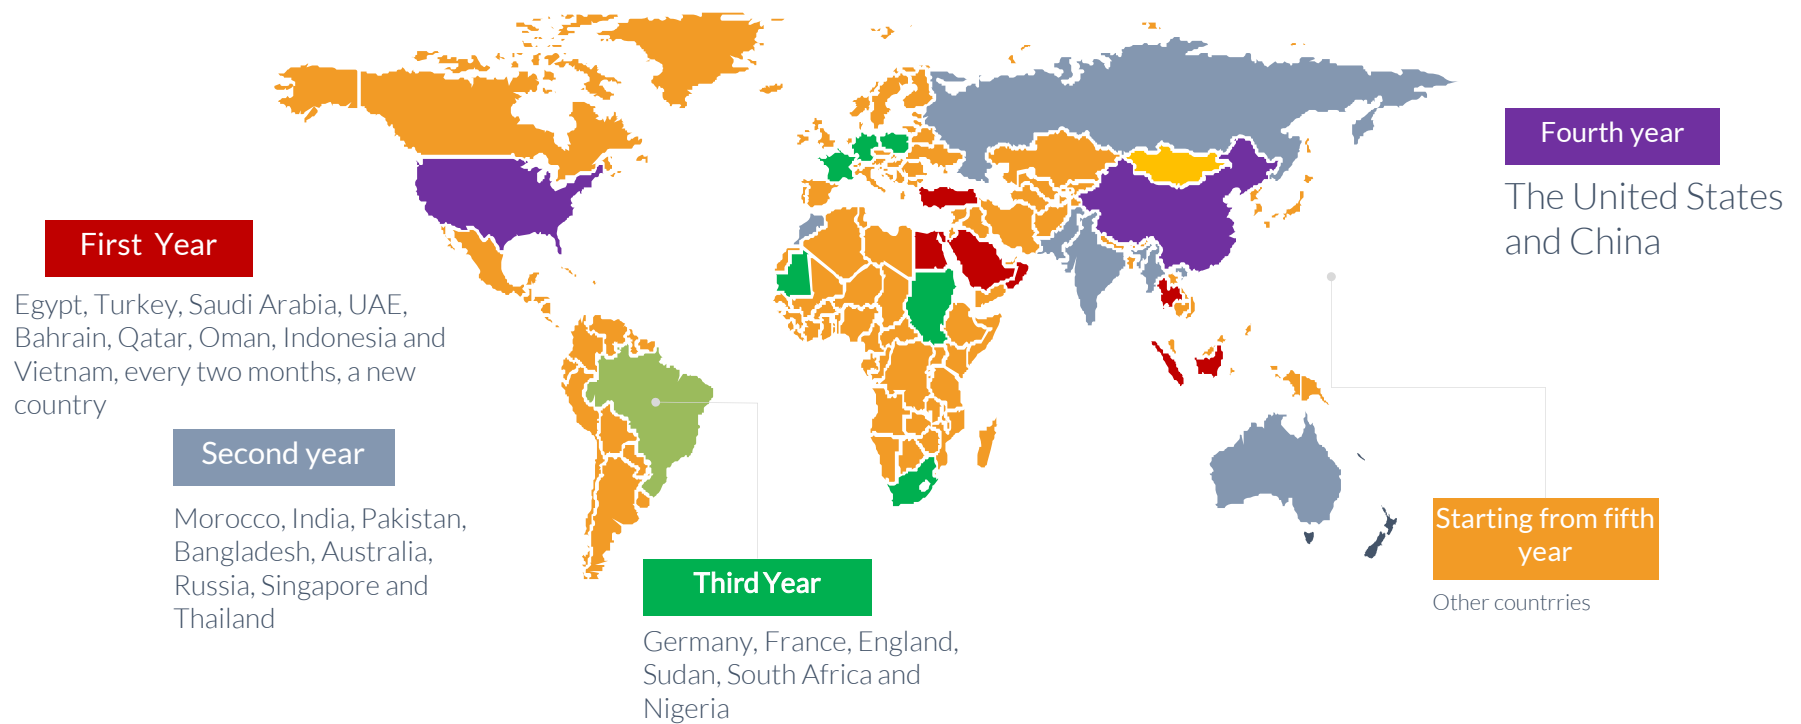 First Year
Egypt, Turkey, Saudi Arabia, UAE,
Bahrain, Qatar, Oman, Indonesia and
Vietnam, every two months, a new
country
Second year
Morocco, India, Pakistan,
Bangladesh, Australia,
Russia, Singapore and
Thailand
Third Year
Germany, France, England,
Sudan, South Africa and
Nigeria
Fourth year
The United States
and China
Starting from fifth
year
Other countrries